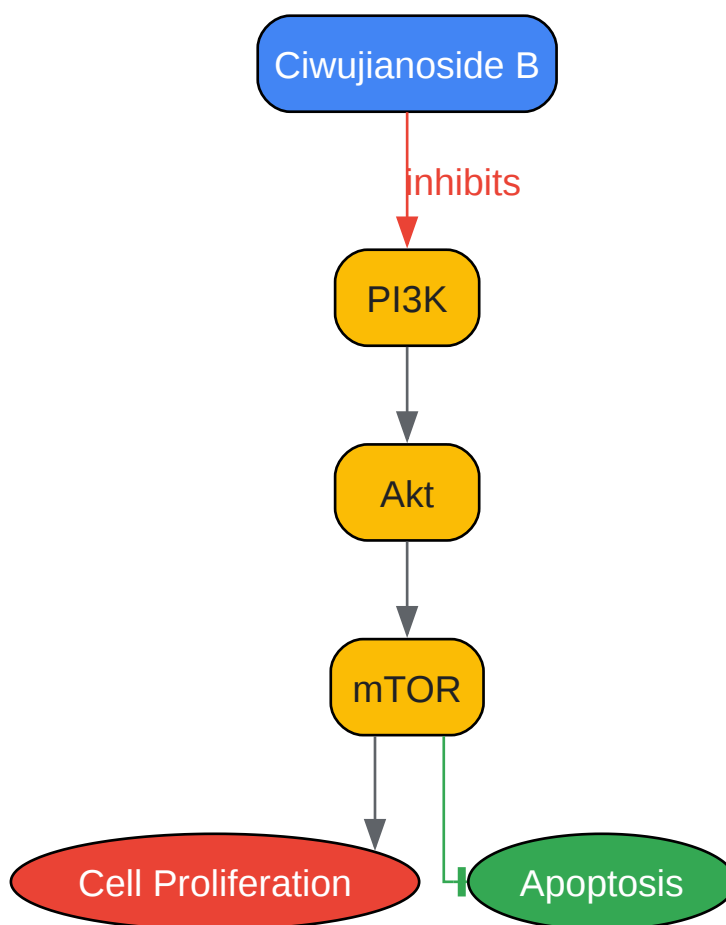 Ciwujianoside B
inhibits
PI3K
Akt
mTOR
Cell Proliferation
Apoptosis